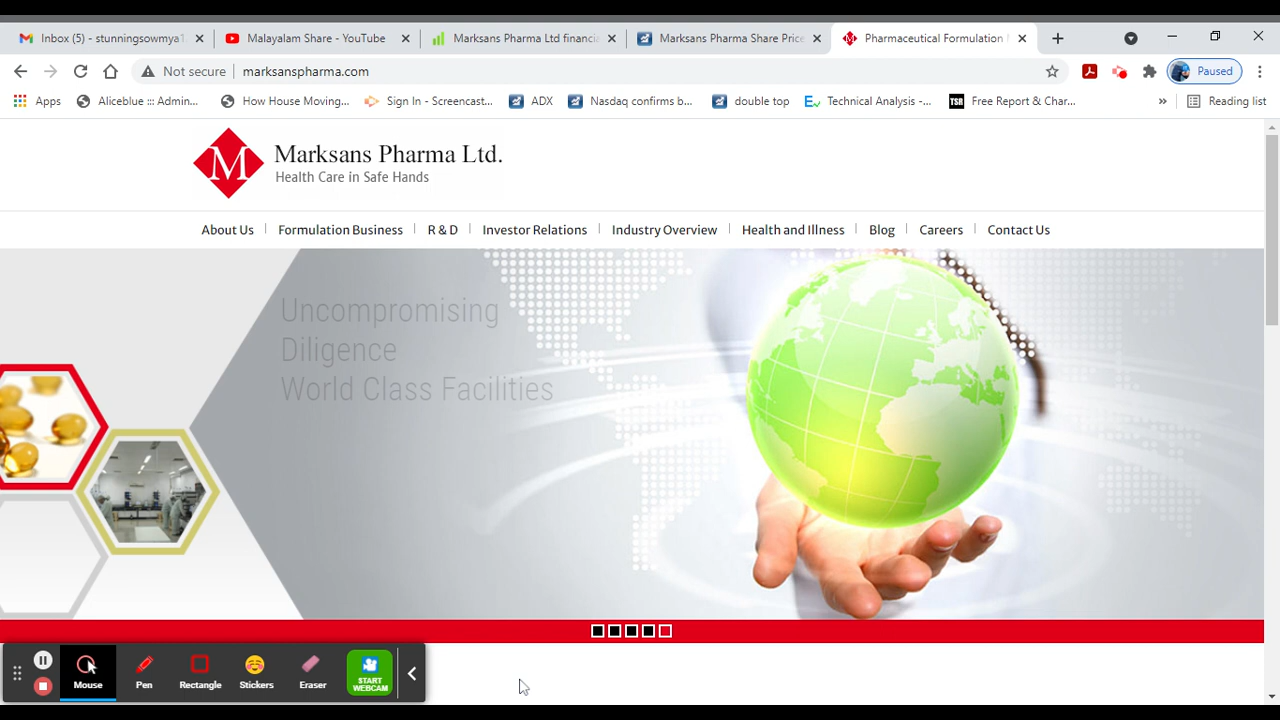 Inbox (5) - stunningsowmya1
Malayalam Share - YouTube
Marksans Pharma Ltd financia
Marksans Pharma Share Price
Pharmaceutical Formulation
Not secure
marksanspharma.com
Paused
Apps
Aliceblue ::: Admin...
How House Moving...
Sign In - Screencast...
ADX
Nasdaq confirms b...
double top
Technical Analysis -...
TSR
Free Report & Char...
»
Reading list
M
Marksans Pharma Ltd.
Health Care in Safe Hands
About Us
Formulation Business
R & D
Investor Relations
Industry Overview
Health and Illness
Blog
Careers
Contact Us
Uncompromising
Diligence
World Class Facilities
Mouse
Pen
Rectangle
Stickers
Eraser
START
WEBCAM